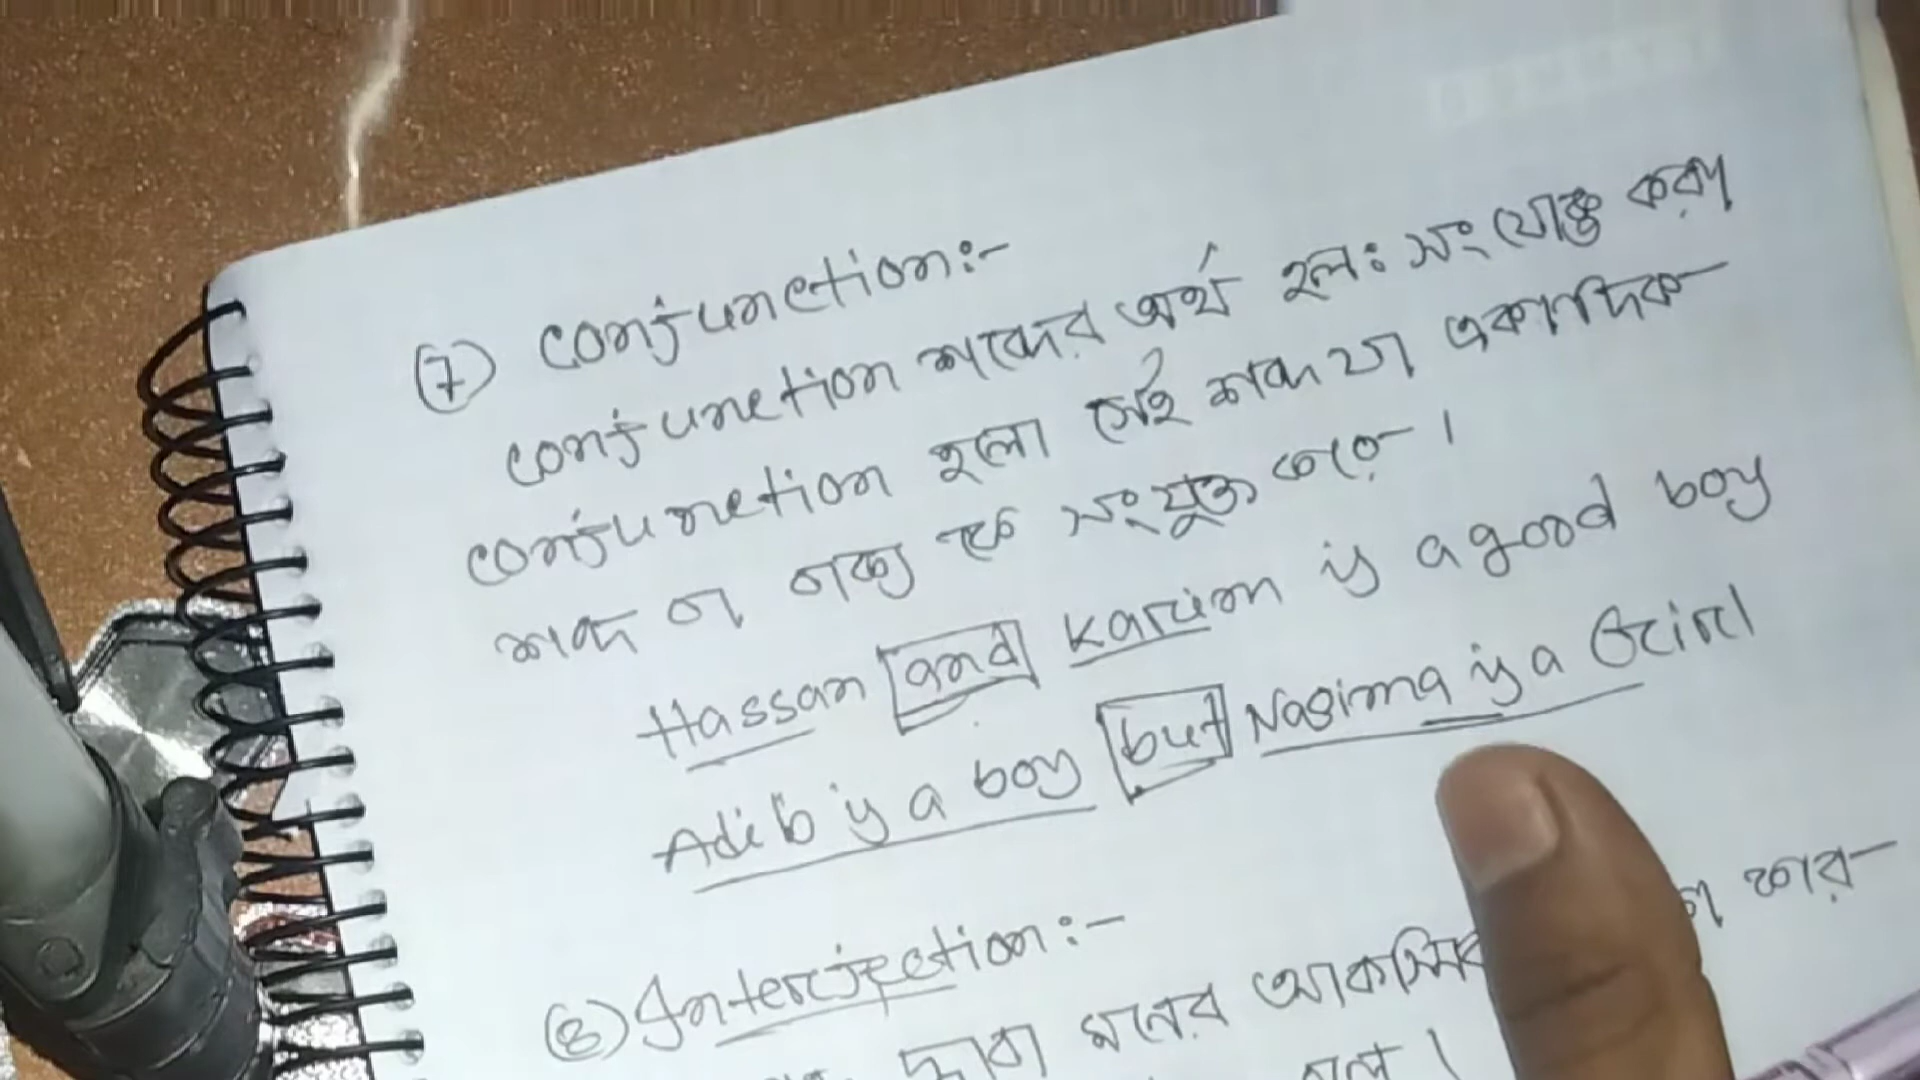 (7) Conjunction:-
Conjunction শব্দের অর্থ হল: সংযোক্ত করা
Conjunction হলো সেই শব্দ যা একাদিক
শব্দ বা বাক্য কে সংযুক্ত করে।
Hassan and Karim is a good boy
Adib is a boy but Nasima is a Girl
(8) Interjection:-
দ্বারা মনের
বলে।